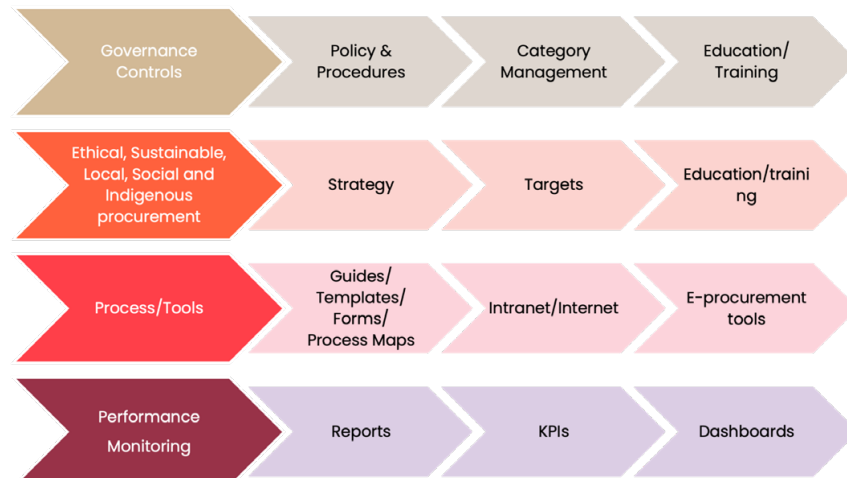 Governance
Controls
Policy &
Procedures
Category
Management
Education/
Training
Ethical, Sustainable,
Local, Social and
Indigenous
procurement
Strategy
Targets
Education/traini
ng
Process/Tools
Guides/
Templates/
Forms/
Process Maps
Intranet/Internet
E-procurement
tools
Performance
Monitoring
Reports
KPIs
Dashboards